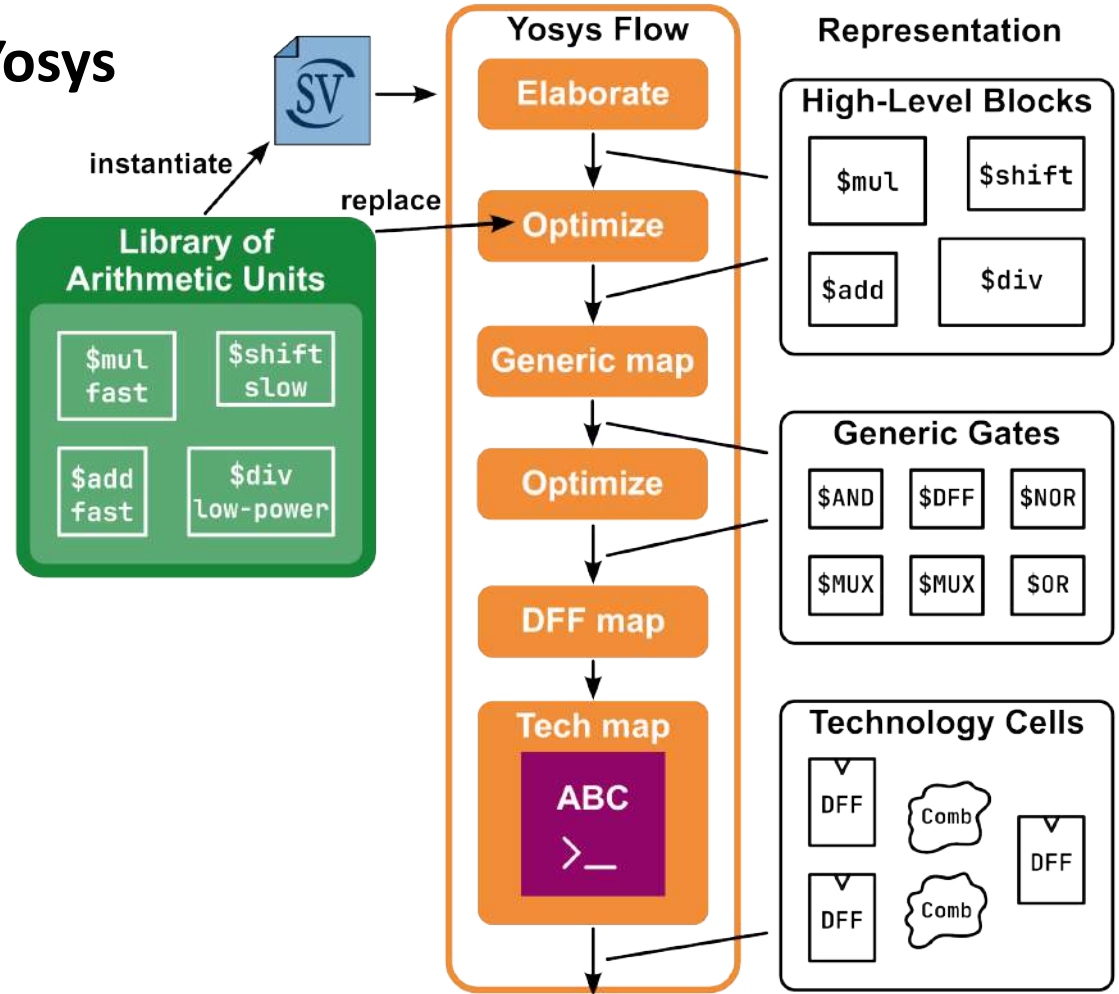 Yosys
SV
instantiate
replace
Library of
Arithmetic Units
$mul
fast
$shift
slow
$add
fast
$div
low-power
Yosys Flow
Elaborate
Optimize
Generic map
Optimize
DFF map
Tech map
ABC
>_
Representation
High-Level Blocks
$mul
$shift
$add
$div
Generic Gates
$AND
$DFF
$NOR
$MUX
$MUX
$OR
Technology Cells
DFF
Comb
DFF
DFF
Comb